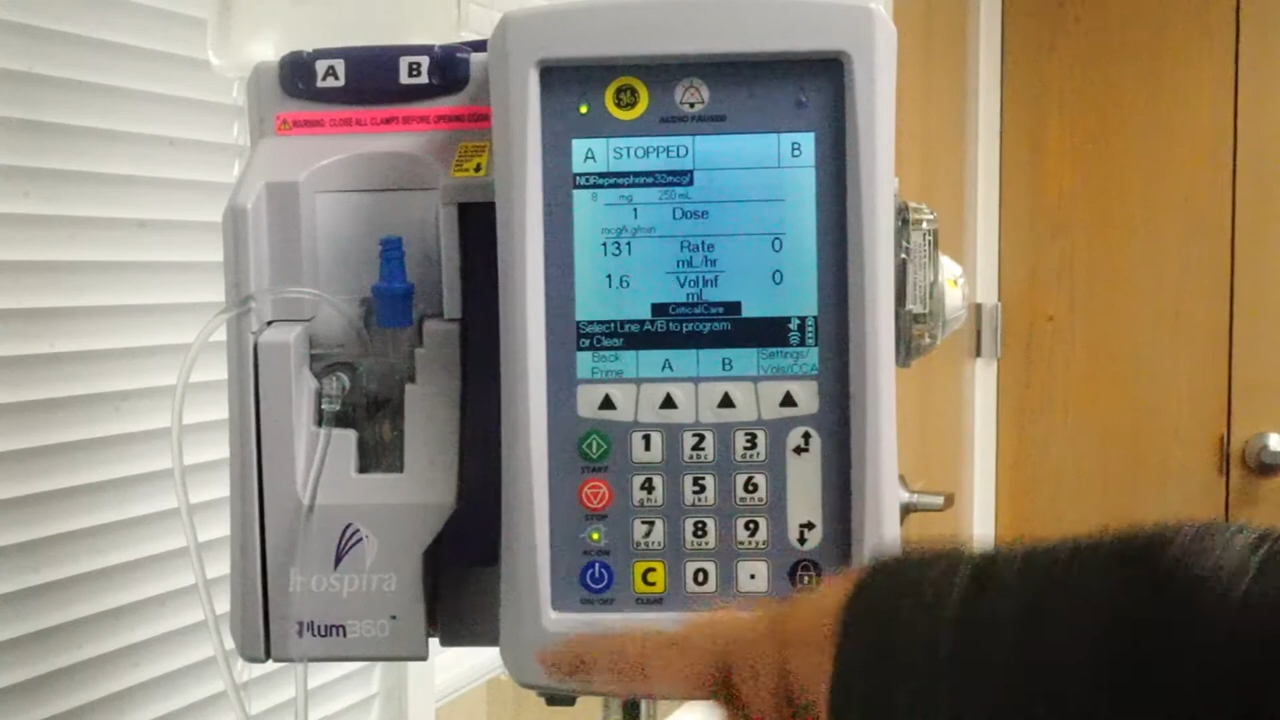 A B
WARNING: CLOSE ALL CLAMPS BEFORE OPENING DOOR
AUDIO PAUSED
A STOPPED B
NORepinephrine32mcg/
8 mg 250 mL
1 Dose
mcg/kg/min
131 Rate 0
mL/hr
1.6 Vol Inf 0
mL
CriticalCare
Select Line A/B to program
or Clear.
Back Prime A B Settings/ Vols/CCA
1 2 abc 3 def
START
4 ghi 5 jkl 6 mno
STOP
7 pqrs 8 tuv 9 wxyz
AC ON
C 0 .
ON/OFF CLEAR
Hospira
Plum360™